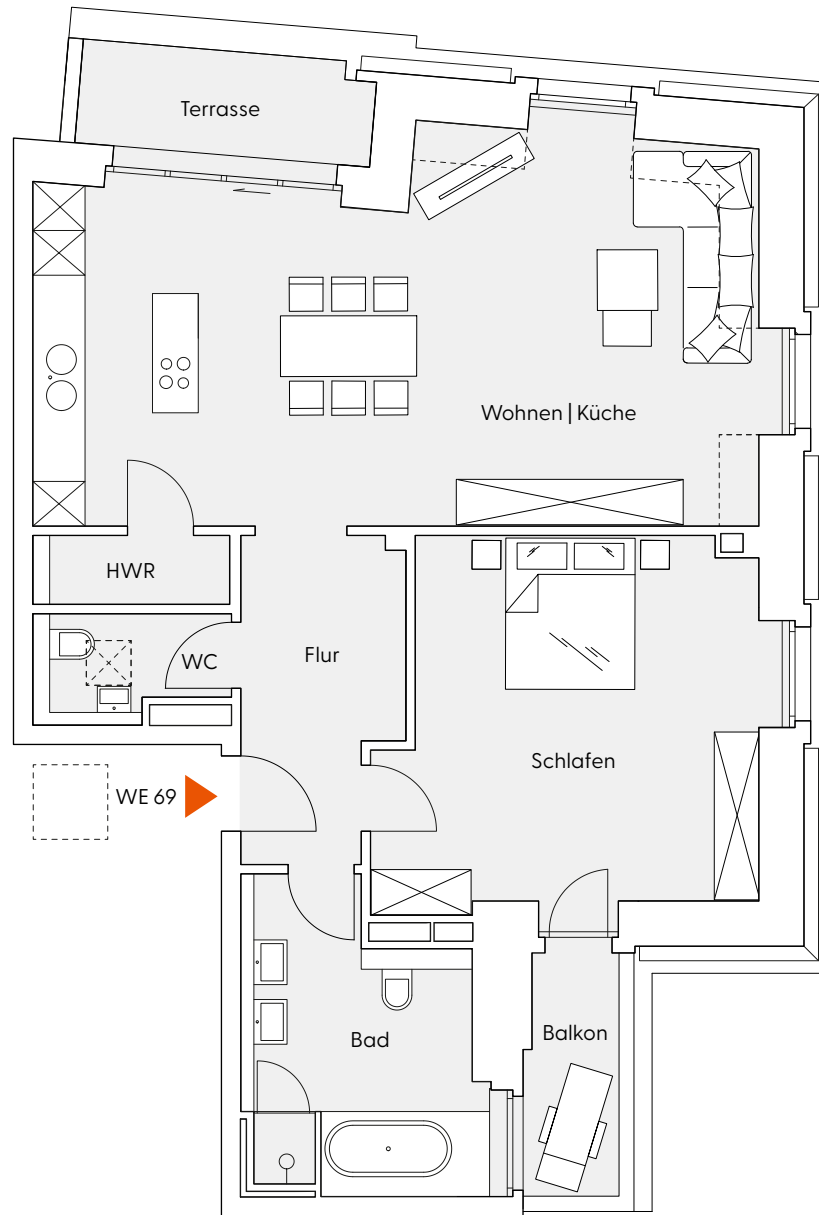 Terrasse
Wohnen | Küche
HWR
WC
Flur
Schlafen
WE 69
Bad
Balkon